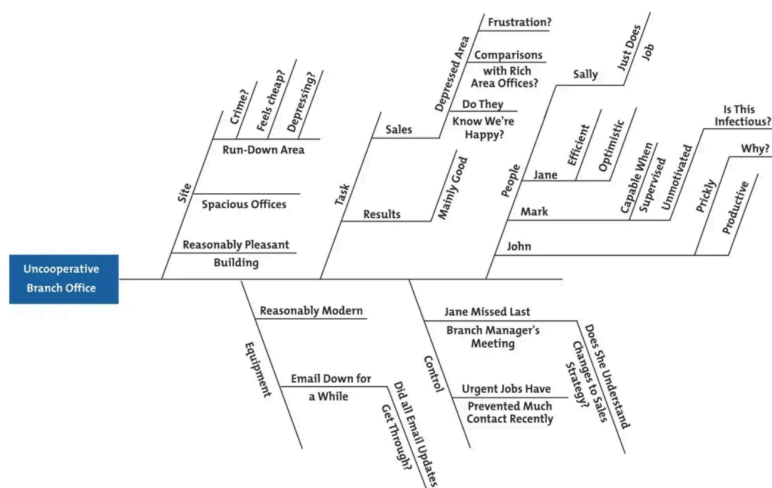 Uncooperative
Branch Office
Site
Crime?
Feels cheap?
Depressing?
Run-Down Area
Spacious Offices
Reasonably Pleasant
Building
Task
Sales
Depressed Area
Frustration?
Comparisons
with Rich
Area Offices?
Do They
Know We're
Happy?
Results
Mainly Good
People
Sally
Just Does
Job
Jane
Efficient
Optimistic
Mark
Capable When
Supervised
Unmotivated
Is This
Infectious?
John
Prickly
Why?
Productive
Equipment
Reasonably Modern
Email Down for
a While
Did all Email Updates
Get Through?
Control
Jane Missed Last
Branch Manager's
Meeting
Does She Understand
Changes to Sales
Strategy?
Urgent Jobs Have
Prevented Much
Contact Recently